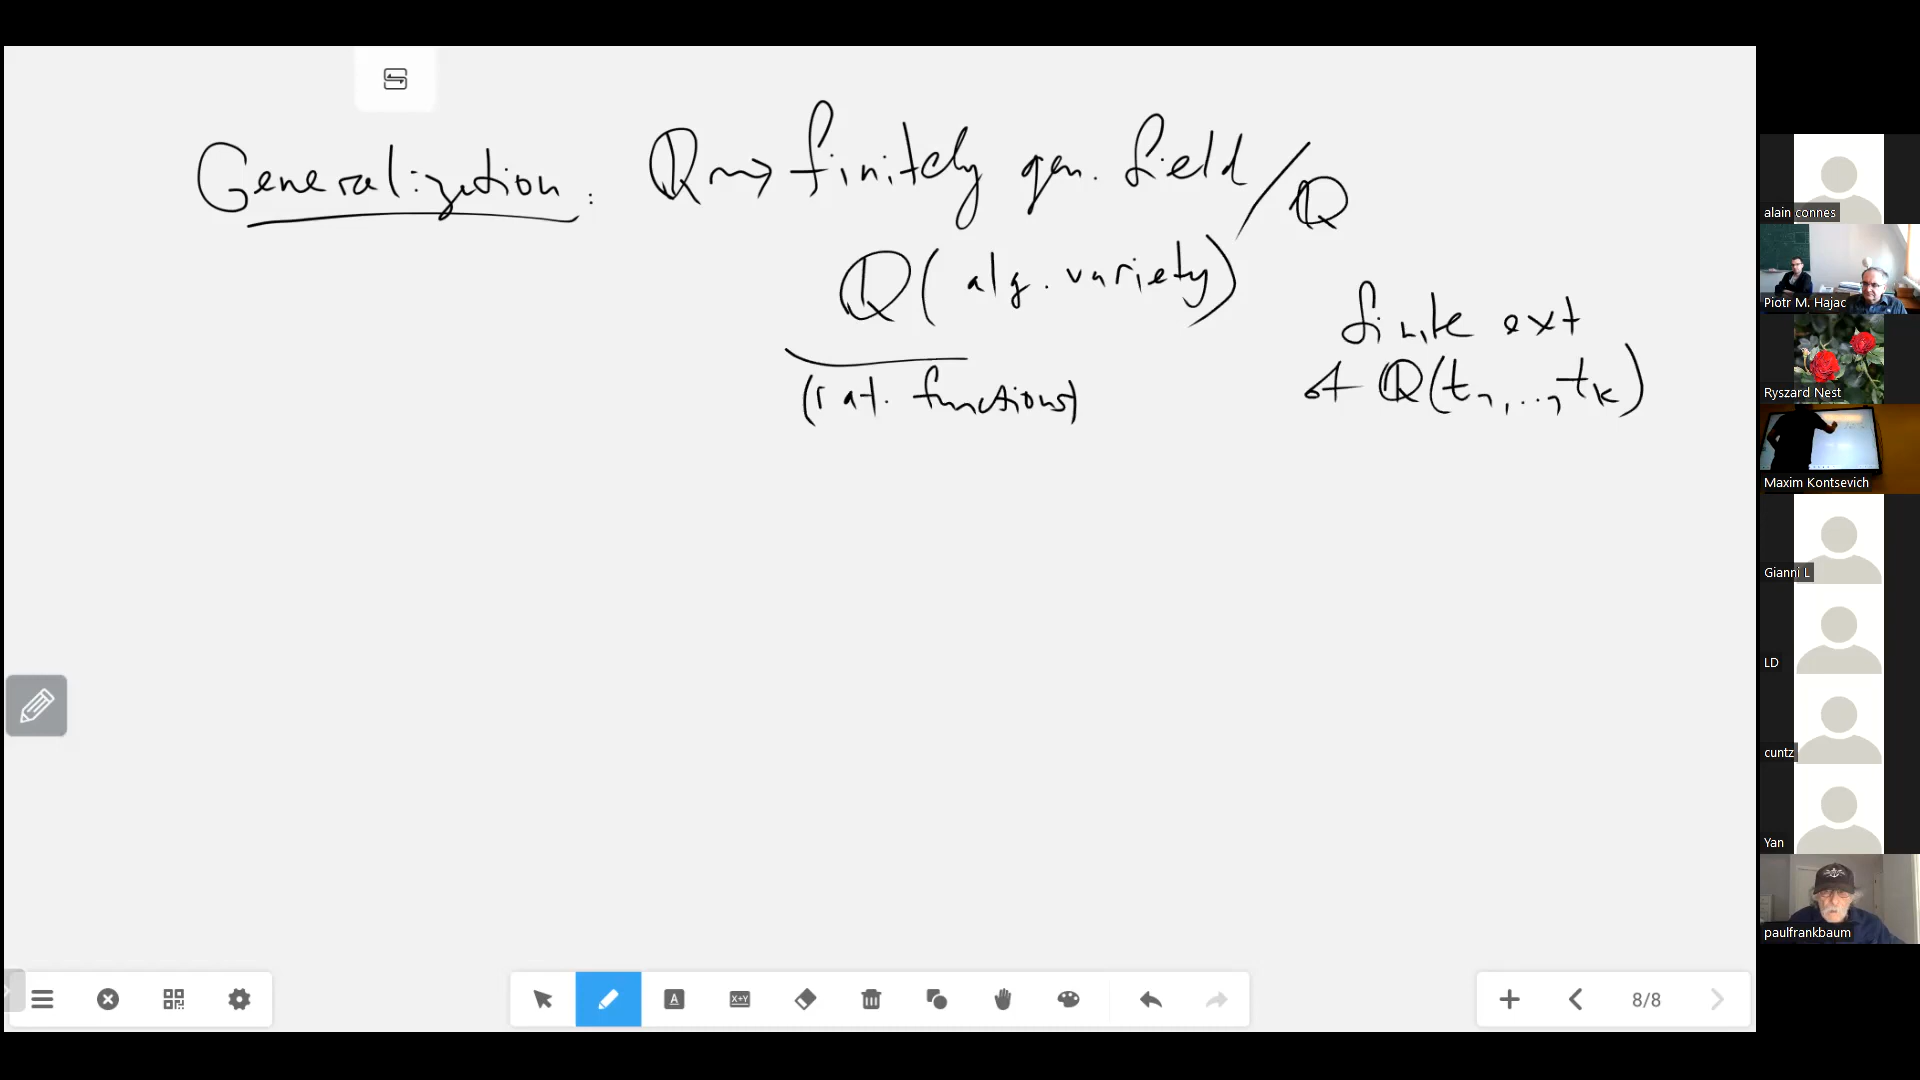 Generalization: ℚ ⇝ finitely gen. field / ℚ
ℚ( alg. variety)
(rat. functions)
finite ext
of ℚ(t₁,..,t_k)
alain connes
Piotr M. Hajac
Ryszard Nest
Maxim Kontsevich
Gianni L
LD
cuntz
Yan
paulfrankbaum
A
X+Y
8/8